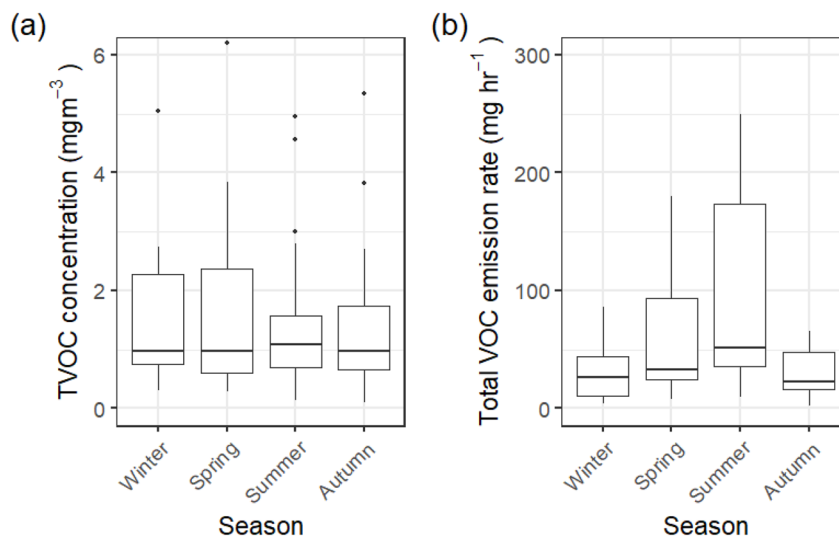 (a)
TVOC concentration (mgm⁻³ )
6
4
2
0
Winter
Spring
Summer
Autumn
Season
(b)
Total VOC emission rate (mg hr⁻¹ )
300
200
100
0
Winter
Spring
Summer
Autumn
Season